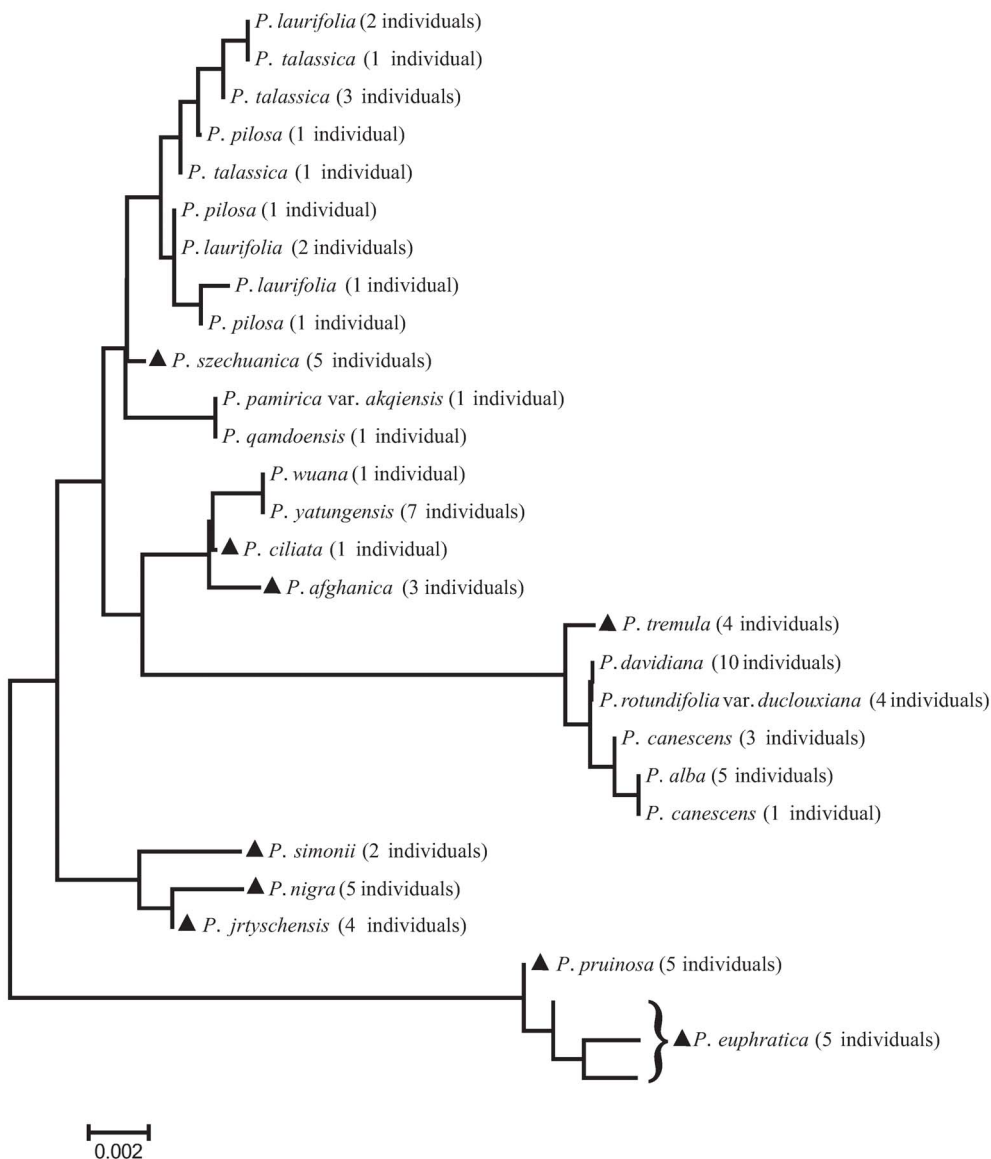 P. laurifolia (2 individuals)
P. talassica (1 individual)
P. talassica (3 individuals)
P. pilosa (1 individual)
P. talassica (1 individual)
P. pilosa (1 individual)
P. laurifolia (2 individuals)
P. laurifolia (1 individual)
P. pilosa (1 individual)
P. szechuanica (5 individuals)
P. pamirica var. akqiensis (1 individual)
P. qamdoensis (1 individual)
P. wuana (1 individual)
P. yatungensis (7 individuals)
P. ciliata (1 individual)
P. afghanica (3 individuals)
P. tremula (4 individuals)
P. davidiana (10 individuals)
P. rotundifolia var. duclouxiana (4 individuals)
P. canescens (3 individuals)
P. alba (5 individuals)
P. canescens (1 individual)
P. simonii (2 individuals)
P. nigra (5 individuals)
P. jrtyschensis (4 individuals)
P. pruinosa (5 individuals)
P. euphratica (5 individuals)
0.002